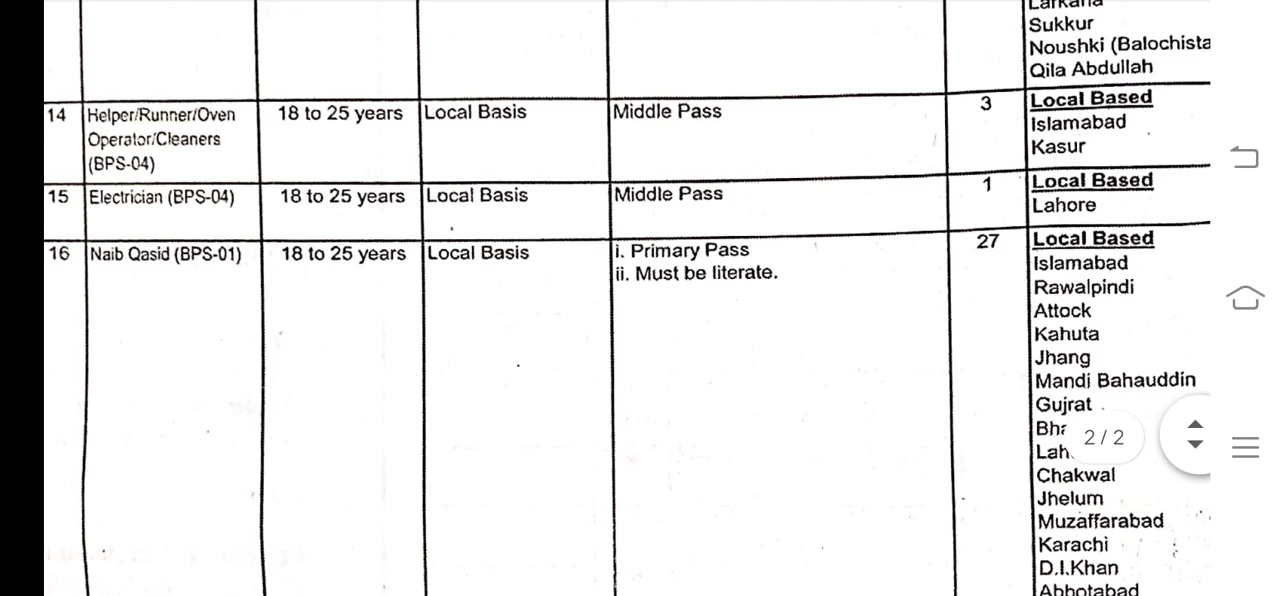 Sukkur
Noushki (Balochista
Qila Abdullah
14 Helper/Runner/Oven Operator/Cleaners (BPS-04) 18 to 25 years Local Basis Middle Pass 3 Local Based
Islamabad
Kasur
15 Electrician (BPS-04) 18 to 25 years Local Basis Middle Pass 1 Local Based
Lahore
16 Naib Qasid (BPS-01) 18 to 25 years Local Basis i. Primary Pass
ii. Must be literate.
27 Local Based
Islamabad
Rawalpindi
Attock
Kahuta
Jhang
Mandi Bahauddin
Gujrat
2/2
Chakwal
Jhelum
Muzaffarabad
Karachi
D.I.Khan
Abbotabad